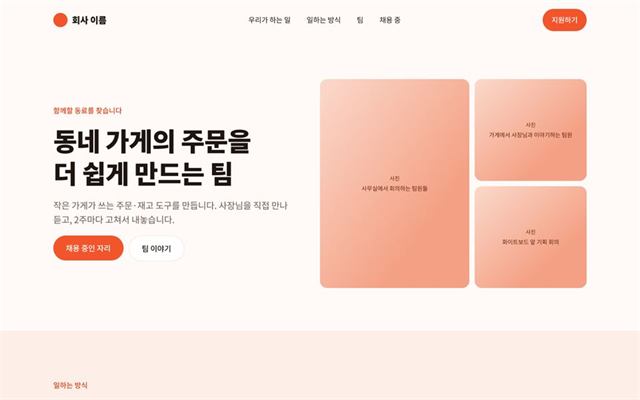 회사 이름
우리가 하는 일
일하는 방식
팀
채용 중
지원하기
함께할 동료를 찾습니다
동네 가게의 주문을
더 쉽게 만드는 팀
작은 가게가 쓰는 주문·재고 도구를 만듭니다. 사장님을 직접 만나
듣고, 2주마다 고쳐서 내놓습니다.
채용 중인 자리
팀 이야기
사진
사무실에서 회의하는 팀원들
사진
가게에서 사장님과 이야기하는 팀원
사진
화이트보드 앞 기획 회의
일하는 방식